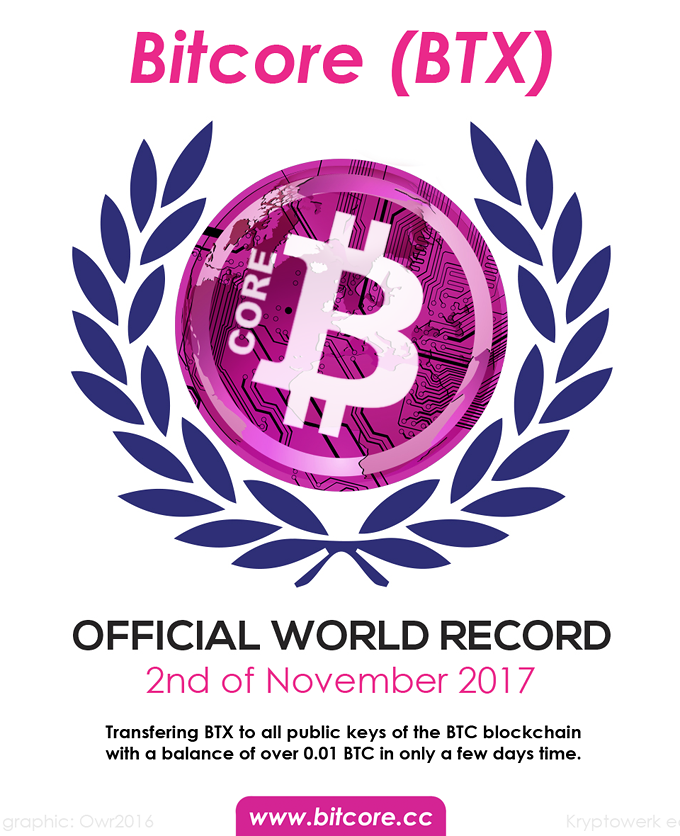 Bitcore (BTX)
CORE
OFFICIAL WORLD RECORD
2nd of November 2017
Transfering BTX to all public keys of the BTC blockchain
with a balance of over 0.01 BTC in only a few days time.
graphic: Owr2016
Kryptowerk
www.bitcore.cc